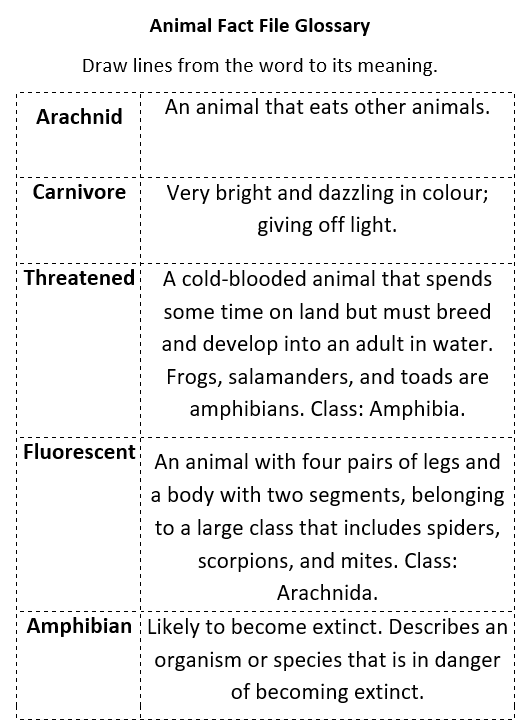 Animal Fact File Glossary
Draw lines from the word to its meaning.
Arachnid
An animal that eats other animals.
Carnivore
Very bright and dazzling in colour;
giving off light.
Threatened
A cold-blooded animal that spends
some time on land but must breed
and develop into an adult in water.
Frogs, salamanders, and toads are
amphibians. Class: Amphibia.
Fluorescent
An animal with four pairs of legs and
a body with two segments, belonging
to a large class that includes spiders,
scorpions, and mites. Class:
Arachnida.
Amphibian
Likely to become extinct. Describes an
organism or species that is in danger
of becoming extinct.